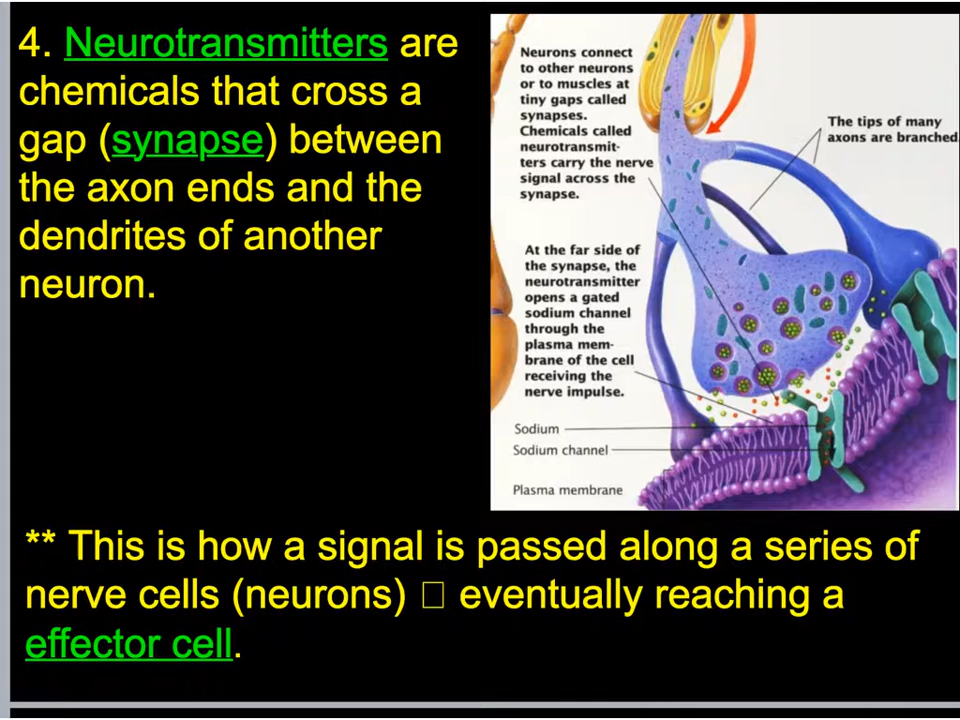 4. Neurotransmitters are
chemicals that cross a
gap (synapse) between
the axon ends and the
dendrites of another
neuron.
Neurons connect
to other neurons
or to muscles at
tiny gaps called
synapses.
Chemicals called
neurotransmit-
ters carry the nerve
signal across the
synapse.
The tips of many
axons are branched.
At the far side of
the synapse, the
neurotransmitter
opens a gated
sodium channel
through the
plasma mem-
brane of the cell
receiving the
nerve impulse.
Sodium
Sodium channel
Plasma membrane
** This is how a signal is passed along a series of
nerve cells (neurons) □ eventually reaching a
effector cell.